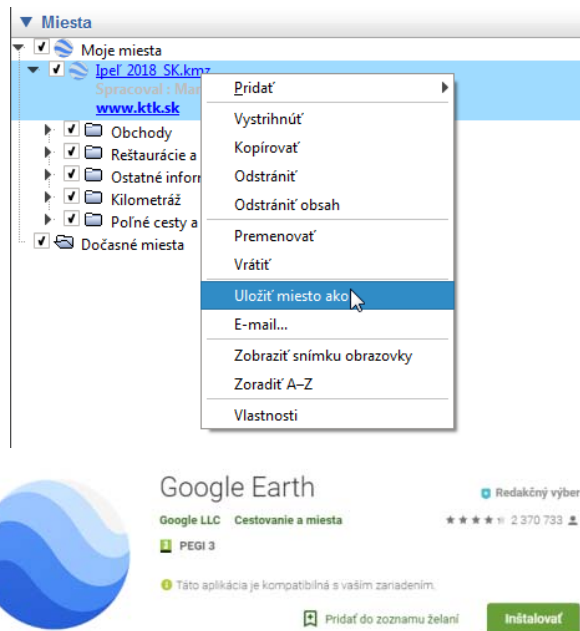 Miesta
Moje miesta
Ipeľ 2018 SK.kmz
Spracoval : Mar
www.ktk.sk
Obchody
Reštaurácie a
Ostatné inforr
Kilometráž
Poľné cesty a
Dočasné miesta
Pridať
Vystrihnúť
Kopírovať
Odstrániť
Odstrániť obsah
Premenovať
Vrátiť
Uložiť miesto ako
E-mail...
Zobraziť snímku obrazovky
Zoradiť A–Z
Vlastnosti
Google Earth
Redakčný výber
Google LLC Cestovanie a miesta
2 370 733
PEGI 3
Táto aplikácia je kompatibilná s vaším zariadením.
Pridať do zoznamu želaní
Inštalovať